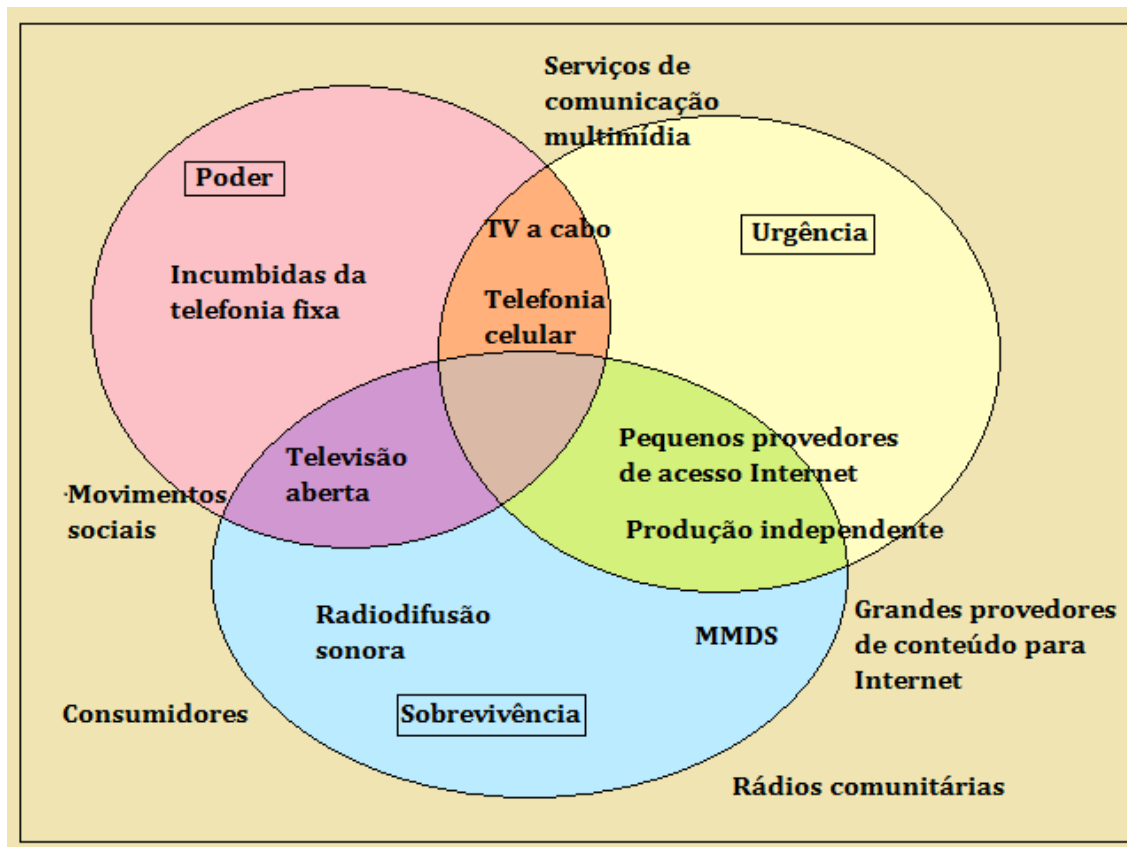 Serviços de
comunicação
multimídia
Poder
TV a cabo
Urgência
Incumbidas da
telefonia fixa
Telefonia
celular
Pequenos provedores
de acesso Internet
Televisão
aberta
Movimentos
sociais
Produção independente
Radiodifusão
sonora
MMDS
Grandes provedores
de conteúdo para
Internet
Consumidores
Sobrevivência
Rádios comunitárias